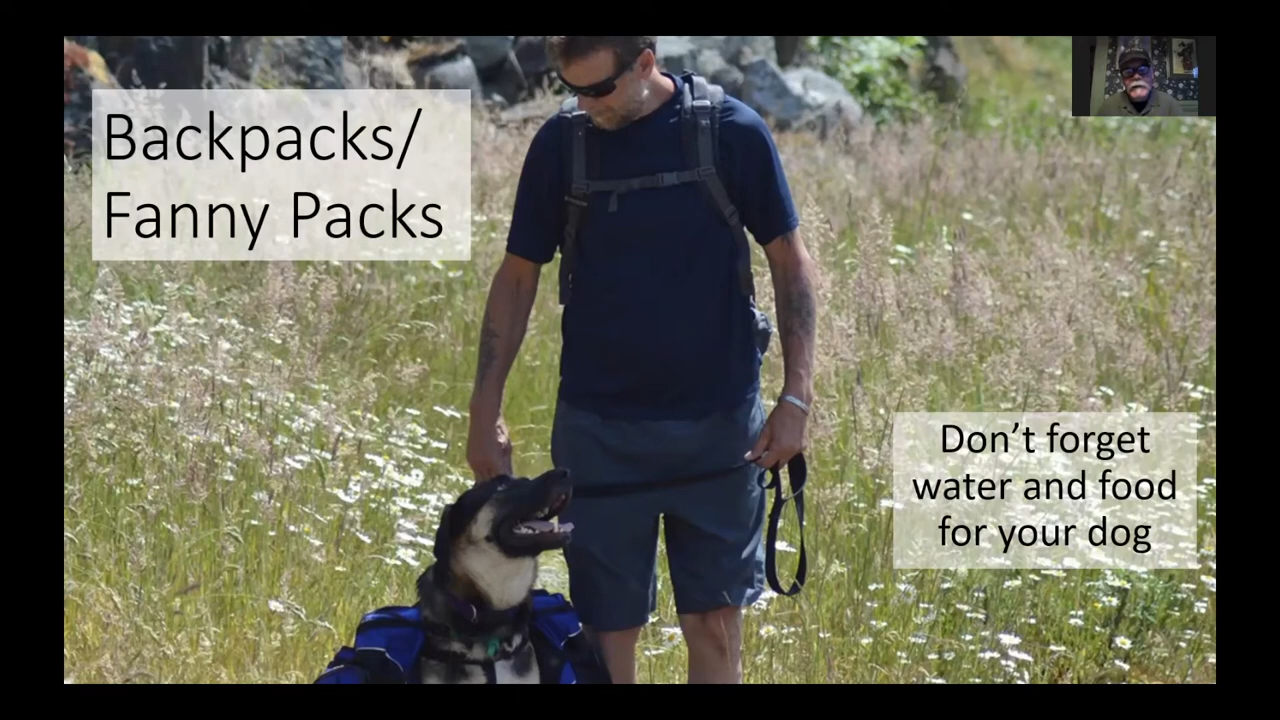 Backpacks/
Fanny Packs
Don’t forget
water and food
for your dog